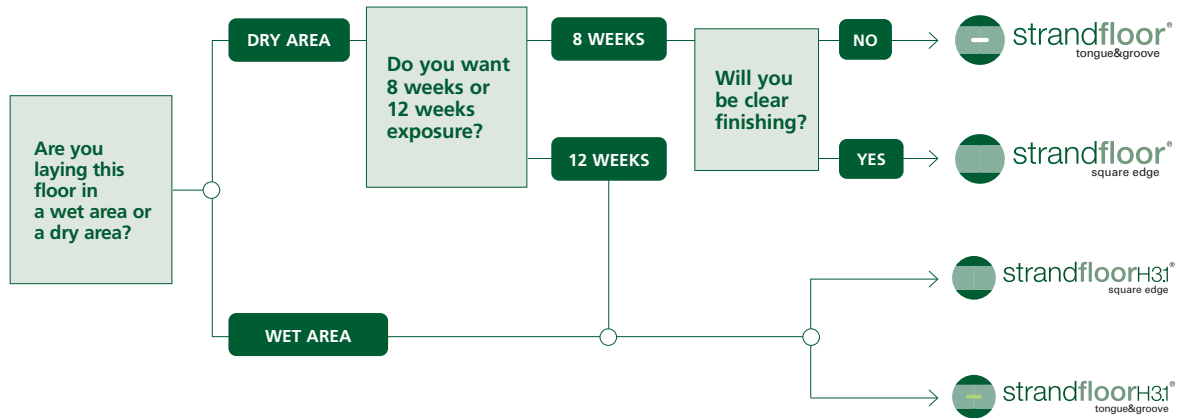 Are you
laying this
floor in
a wet area or
a dry area?
DRY AREA
Do you want
8 weeks or
12 weeks
exposure?
8 WEEKS
12 WEEKS
Will you
be clear
finishing?
NO
YES
strandfloor®
tongue&groove
strandfloor®
square edge
WET AREA
strandfloorH3.1®
square edge
strandfloorH3.1®
tongue&groove